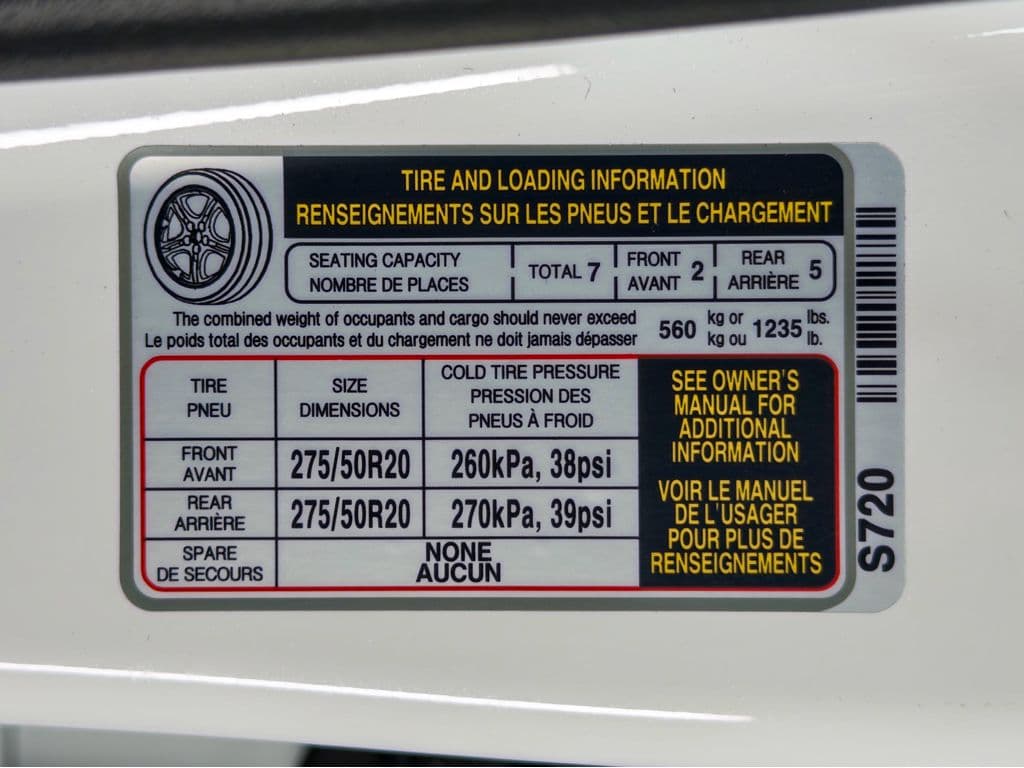 TIRE AND LOADING INFORMATION
RENSEIGNEMENTS SUR LES PNEUS ET LE CHARGEMENT
SEATING CAPACITY
NOMBRE DE PLACES
TOTAL 7
FRONT
AVANT 2
REAR
ARRIÈRE 5
The combined weight of occupants and cargo should never exceed
Le poids total des occupants et du chargement ne doit jamais dépasser
560
kg or
kg ou
1235
lbs.
lb.
TIRE
PNEU
SIZE
DIMENSIONS
COLD TIRE PRESSURE
PRESSION DES
PNEUS À FROID
FRONT
AVANT
275/50R20
260kPa, 38psi
REAR
ARRIÈRE
275/50R20
270kPa, 39psi
SPARE
DE SECOURS
NONE
AUCUN
SEE OWNER'S
MANUAL FOR
ADDITIONAL
INFORMATION
VOIR LE MANUEL
DE L'USAGER
POUR PLUS DE
RENSEIGNEMENTS
S720